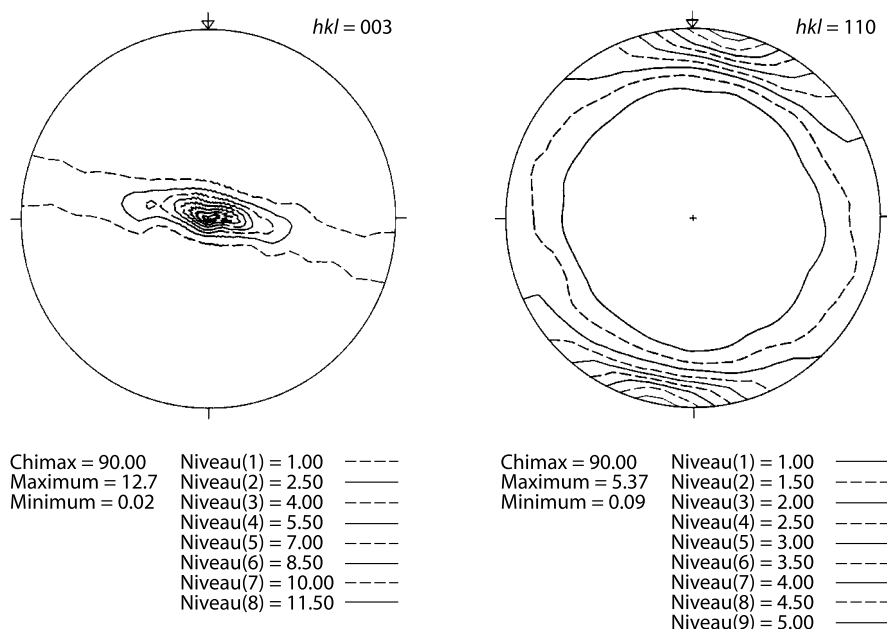 hkl = 003
hkl = 110
Chimax = 90.00
Maximum = 12.7
Minimum = 0.02
Niveau(1) = 1.00
Niveau(2) = 2.50
Niveau(3) = 4.00
Niveau(4) = 5.50
Niveau(5) = 7.00
Niveau(6) = 8.50
Niveau(7) = 10.00
Niveau(8) = 11.50
Chimax = 90.00
Maximum = 5.37
Minimum = 0.09
Niveau(1) = 1.00
Niveau(2) = 1.50
Niveau(3) = 2.00
Niveau(4) = 2.50
Niveau(5) = 3.00
Niveau(6) = 3.50
Niveau(7) = 4.00
Niveau(8) = 4.50
Niveau(9) = 5.00